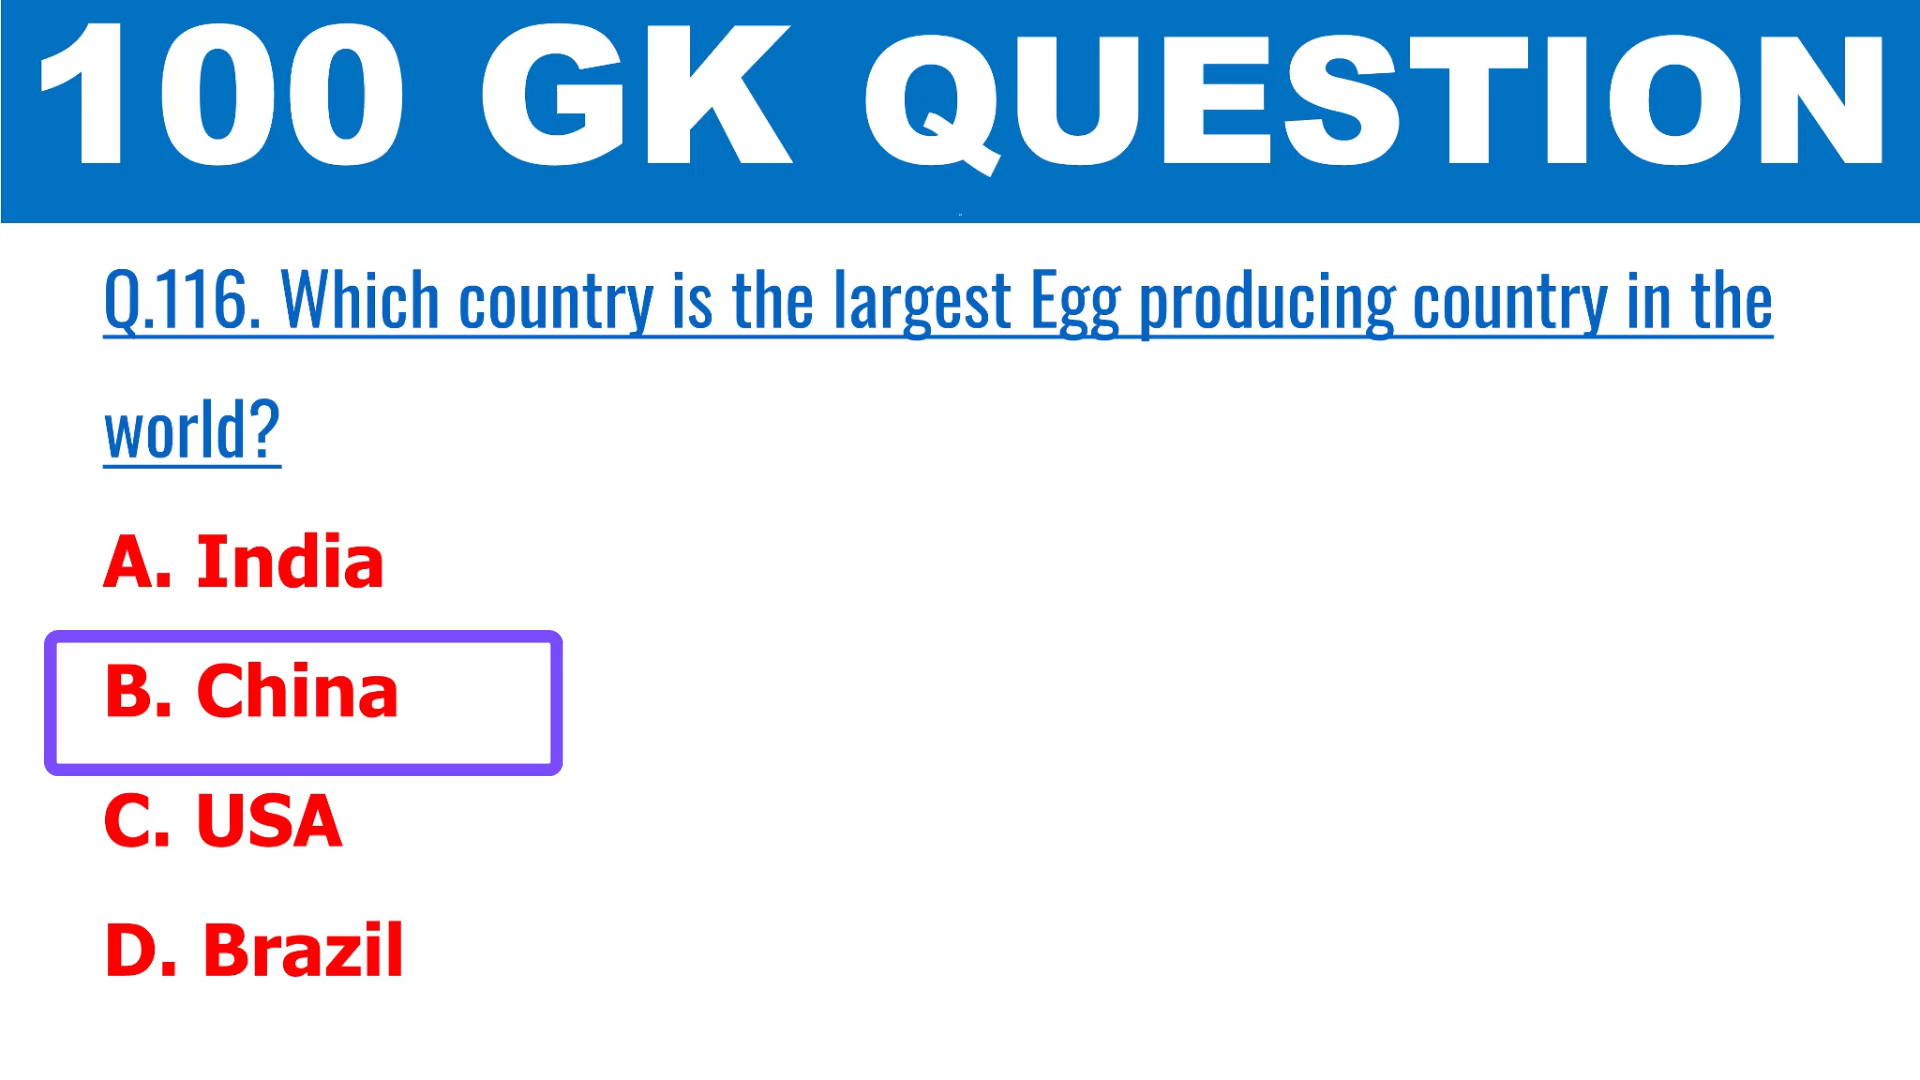 100 GK QUESTION
Q.116. Which country is the largest Egg producing country in the
world?
A. India
B. China
C. USA
D. Brazil